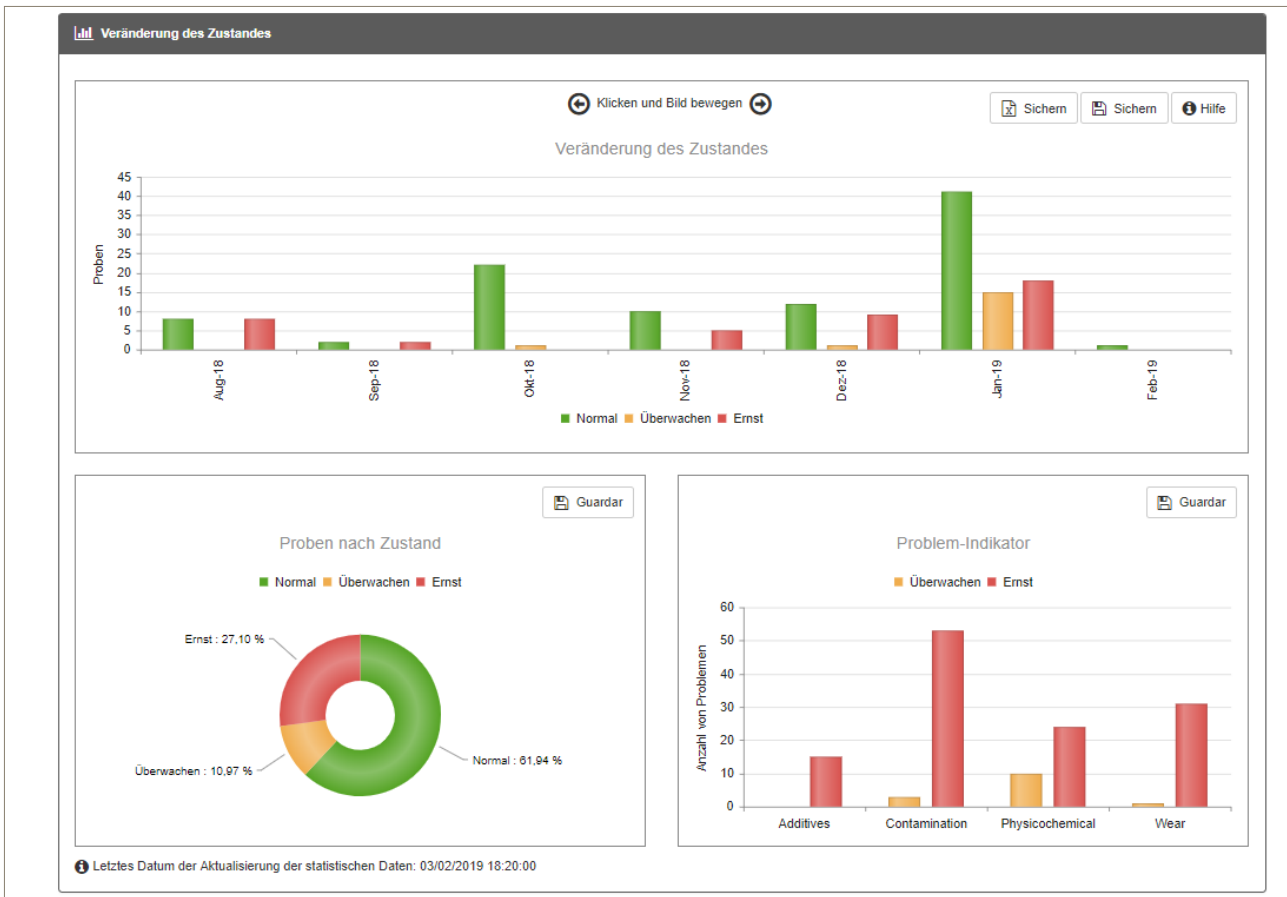 Veränderung des Zustandes
Klicken und Bild bewegen
Sichern
Sichern
Hilfe
Veränderung des Zustandes
Proben
45
40
35
30
25
20
15
10
5
0
Aug-18
Sep-18
Okt-18
Nov-18
Dez-18
Jan-19
Feb-19
Normal Überwachen Ernst
Guardar
Proben nach Zustand
Normal Überwachen Ernst
Ernst : 27,10 %
Überwachen : 10,97 %
Normal : 61,94 %
Guardar
Problem-Indikator
Überwachen Ernst
Anzahl von Problemen
60
50
40
30
20
10
0
Additives Contamination Physicochemical Wear
Letztes Datum der Aktualisierung der statistischen Daten: 03/02/2019 18:20:00